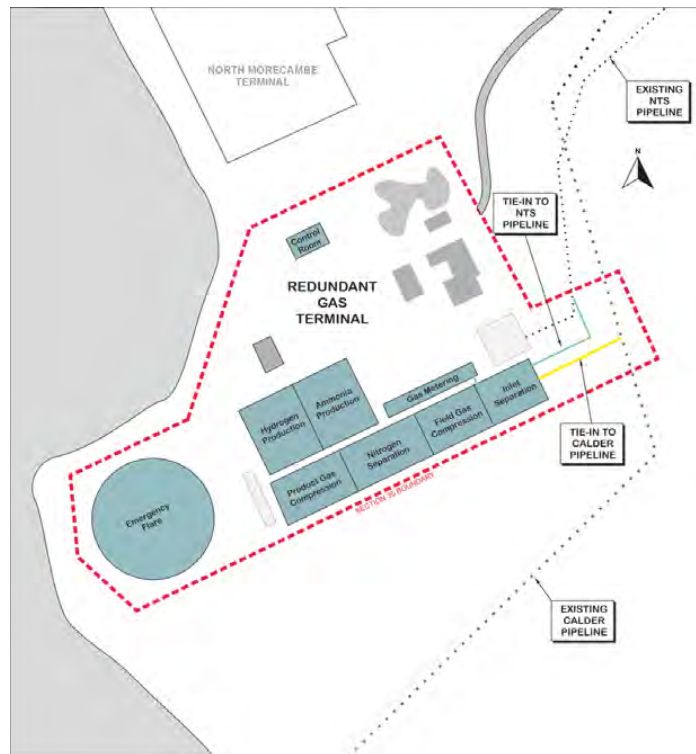 NORTH MORECAMBE
TERMINAL
EXISTING
NTS
PIPELINE
N
TIE-IN TO
NTS
PIPELINE
Control
Room
REDUNDANT
GAS
TERMINAL
Gas Metering
Inlet
Separation
Ammonia
Production
Hydrogen
Production
Field Gas
Compression
Nitrogen
Separation
Product Gas
Compression
TIE-IN TO
CALDER
PIPELINE
SECTION 35 BOUNDARY
Emergency
Flare
EXISTING
CALDER
PIPELINE